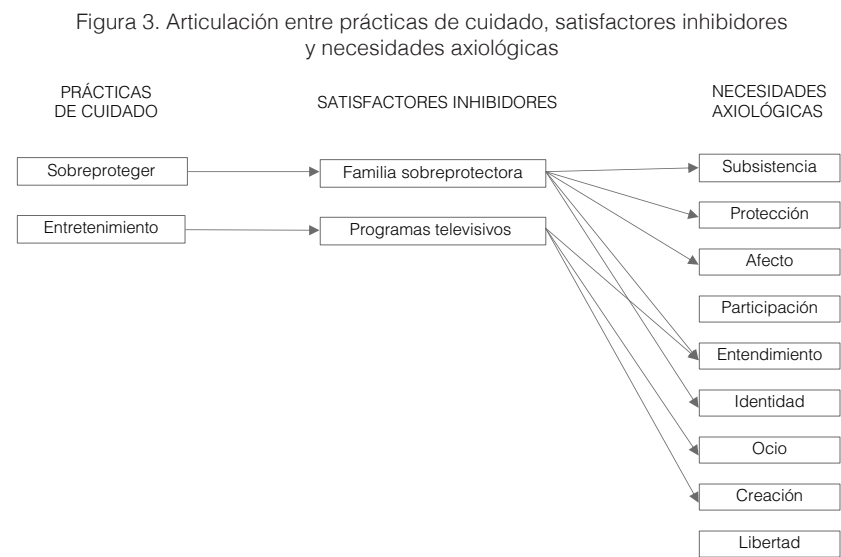 Figura 3. Articulación entre prácticas de cuidado, satisfactores inhibidores
y necesidades axiológicas
PRÁCTICAS
DE CUIDADO
SATISFACTORES INHIBIDORES
NECESIDADES
AXIOLÓGICAS
Sobreproteger
Familia sobreprotectora
Subsistencia
Protección
Entretenimiento
Programas televisivos
Afecto
Participación
Entendimiento
Identidad
Ocio
Creación
Libertad